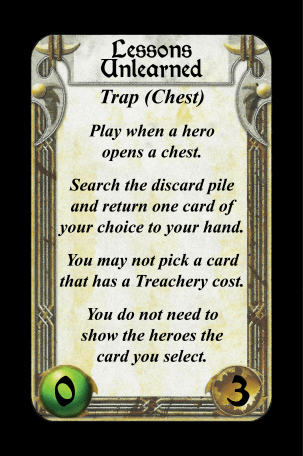 Lessons
Unlearned
Trap (Chest)
Play when a hero
opens a chest.
Search the discard pile
and return one card of
your choice to your hand.
You may not pick a card
that has a Treachery cost.
You do not need to
show the heroes the
card you select.
0
3